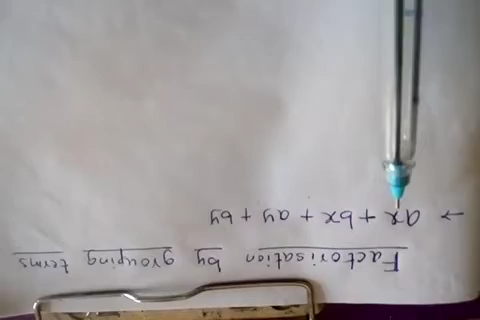 Factorisation by grouping terms
→ ax + bx + ay + by